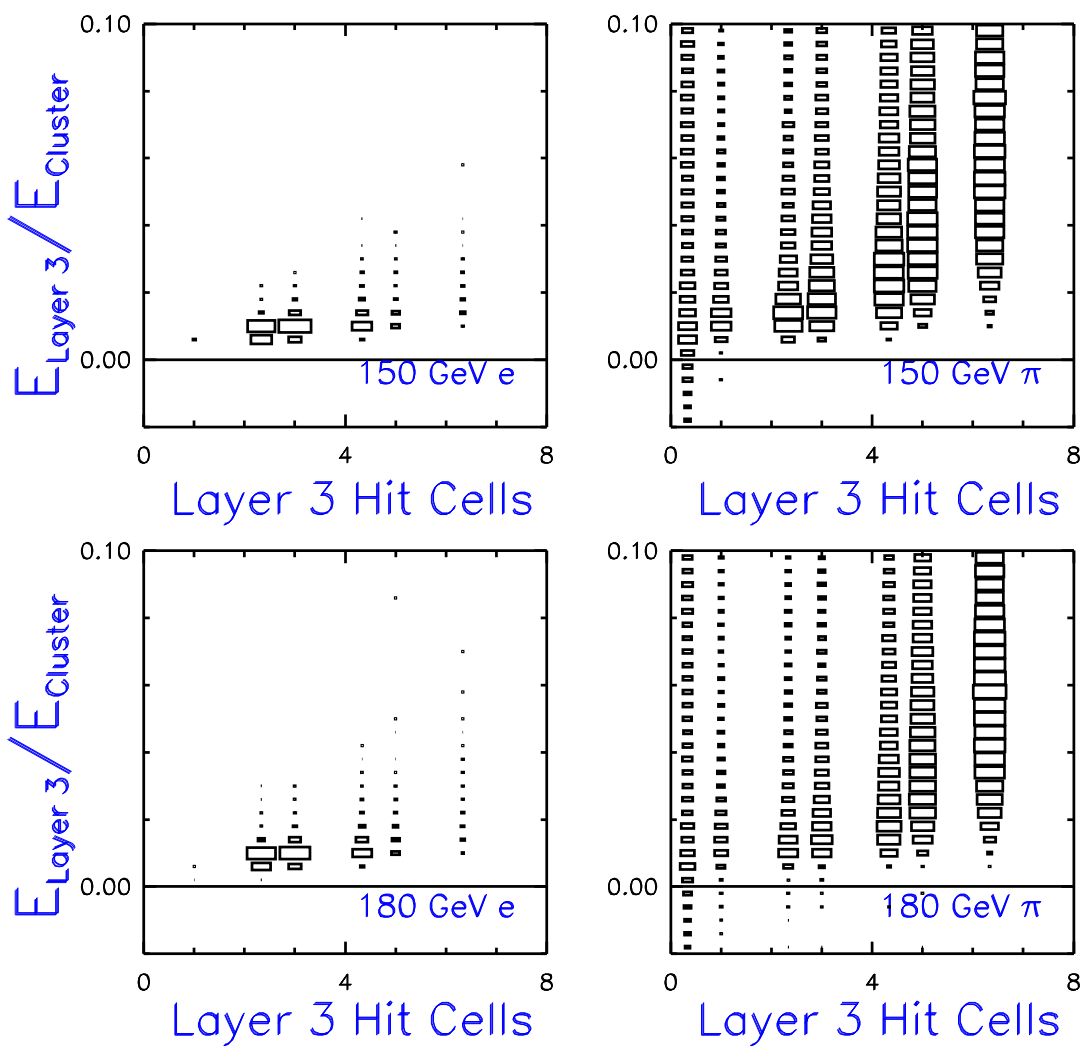 0.10
0.00
E_Layer 3/E_Cluster
150 GeV e
0 4 8
Layer 3 Hit Cells
0.10
0.00
150 GeV π
0 4 8
Layer 3 Hit Cells
0.10
0.00
E_Layer 3/E_Cluster
180 GeV e
0 4 8
Layer 3 Hit Cells
0.10
0.00
180 GeV π
0 4 8
Layer 3 Hit Cells